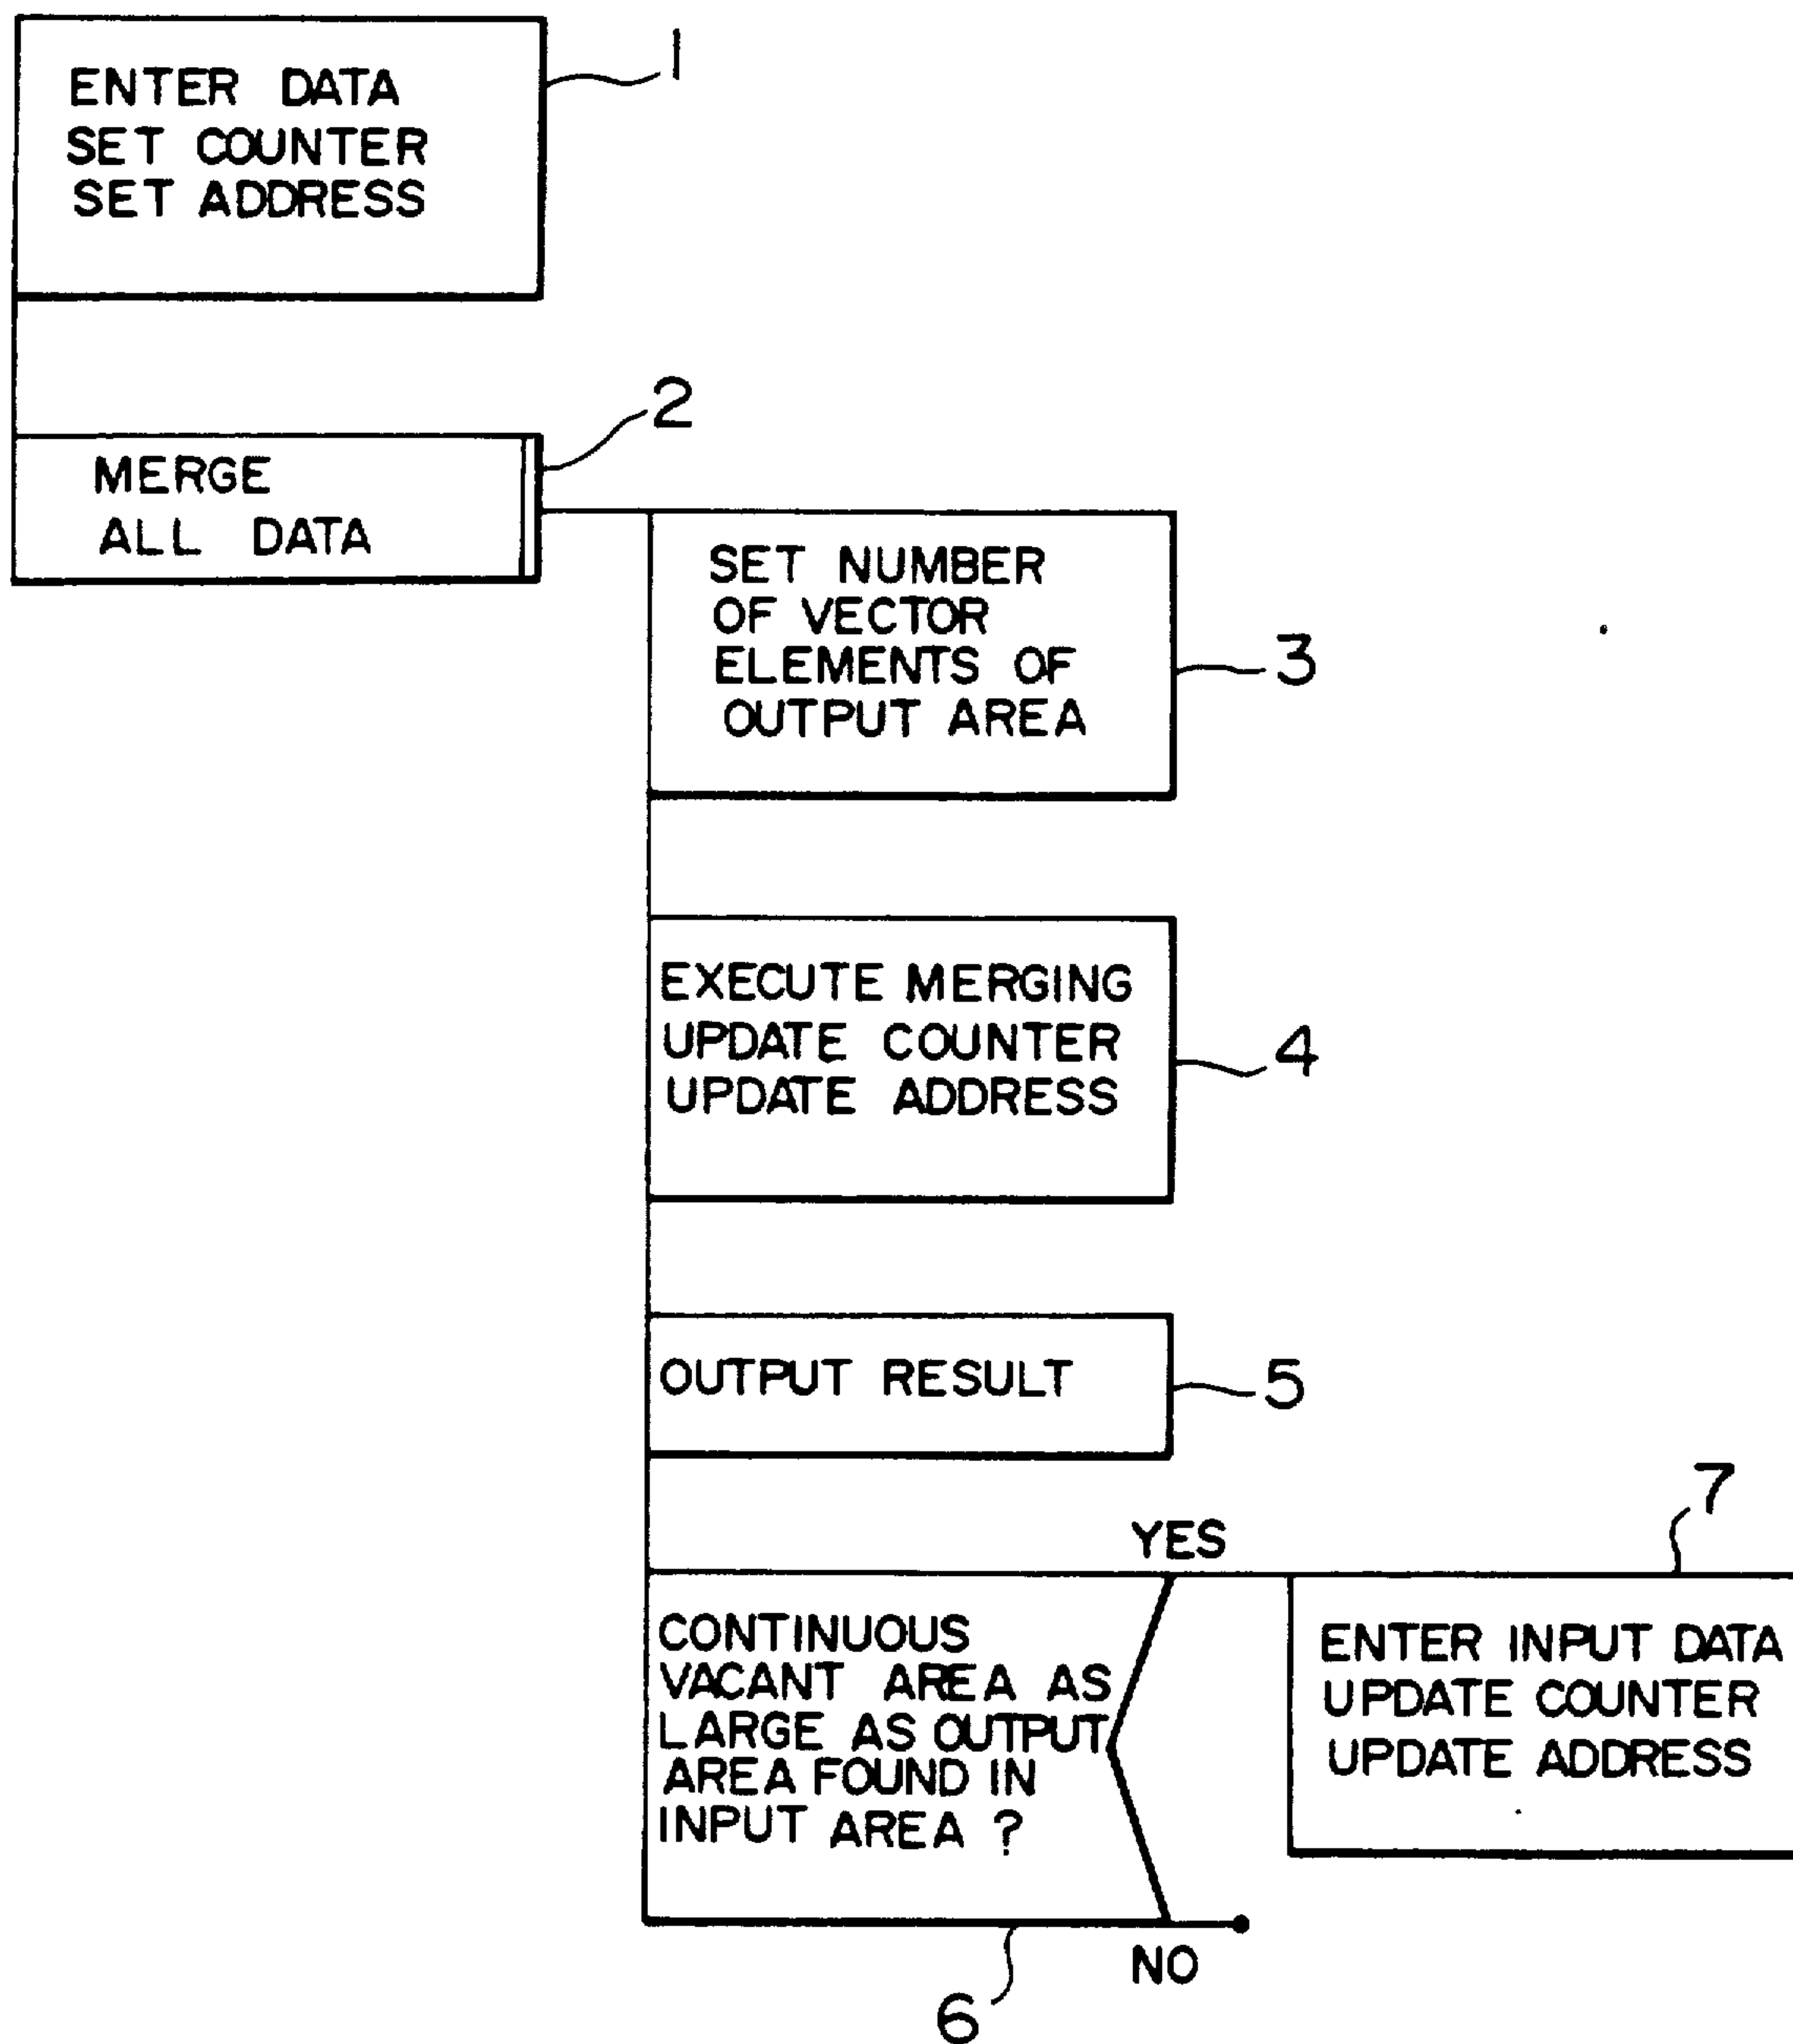 1
ENTER DATA
SET COUNTER
SET ADDRESS
2
MERGE
ALL DATA
SET NUMBER
OF VECTOR
ELEMENTS OF
OUTPUT AREA
3
EXECUTE MERGING
UPDATE COUNTER
UPDATE ADDRESS
4
OUTPUT RESULT
5
YES
7
CONTINUOUS
VACANT AREA AS
LARGE AS OUTPUT
AREA FOUND IN
INPUT AREA ?
ENTER INPUT DATA
UPDATE COUNTER
UPDATE ADDRESS
NO
6